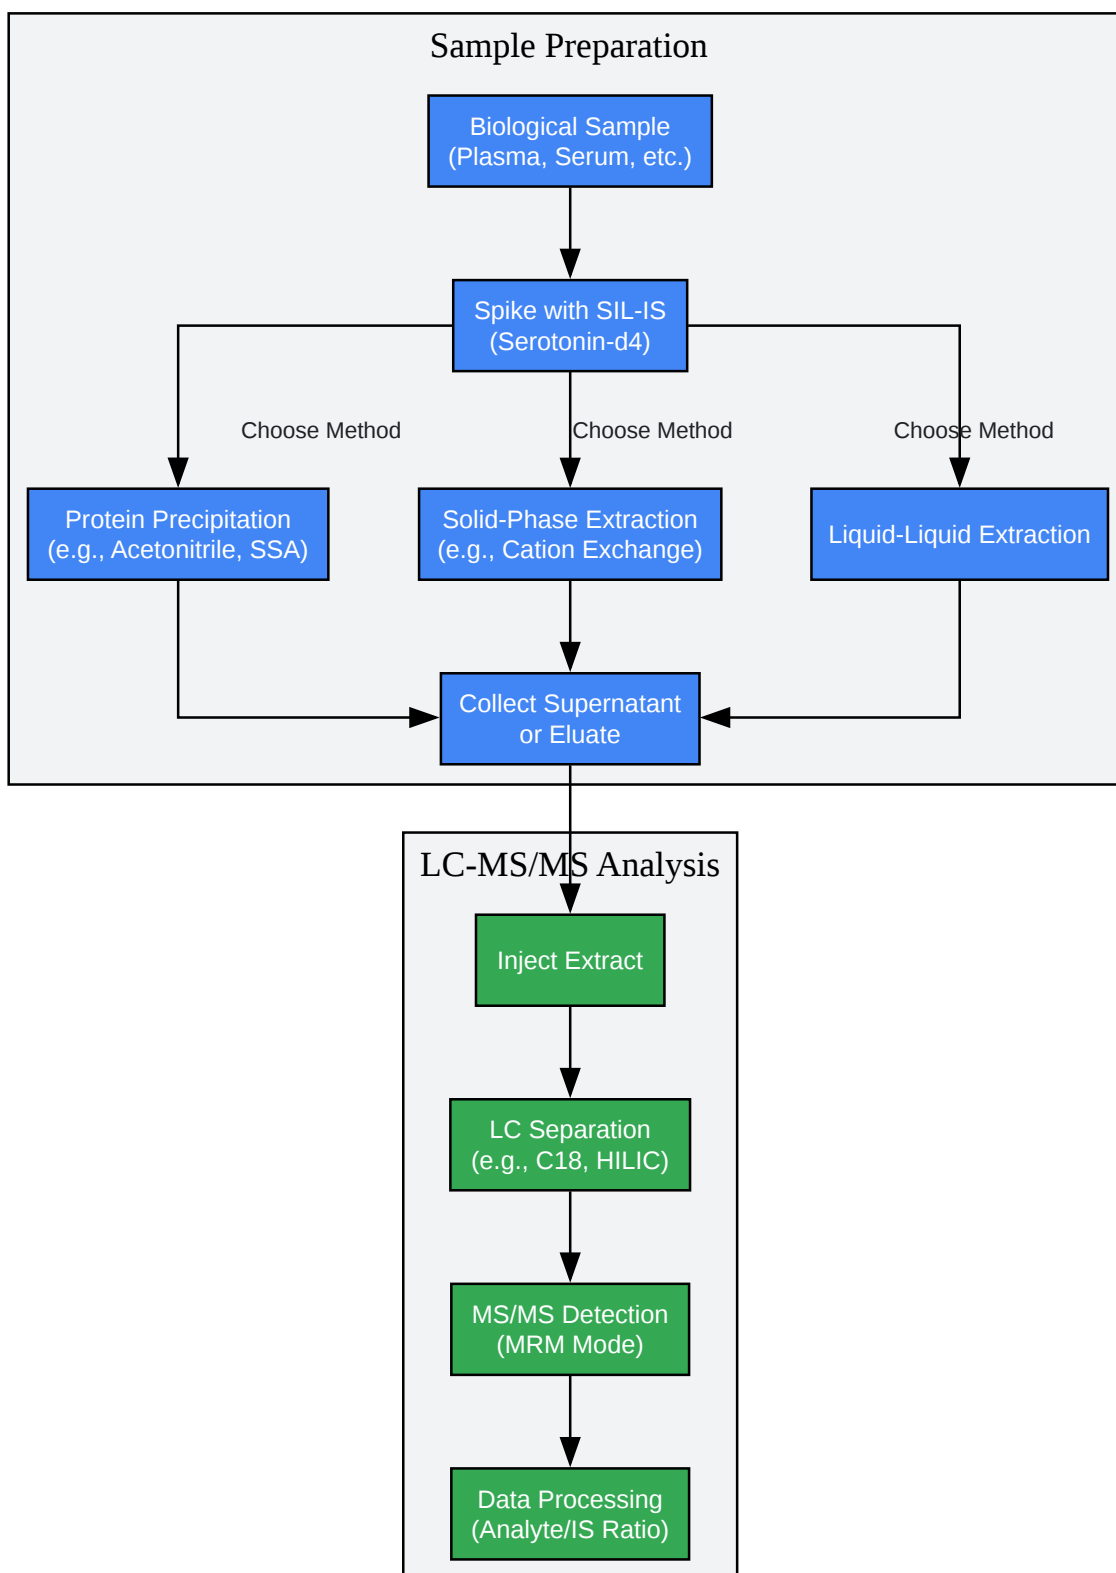 Sample Preparation
Biological Sample
(Plasma, Serum, etc.)
Spike with SIL-IS
(Serotonin-d4)
Choose Method
Choose Method
Choose Method
Protein Precipitation
(e.g., Acetonitrile, SSA)
Solid-Phase Extraction
(e.g., Cation Exchange)
Liquid-Liquid Extraction
Collect Supernatant
or Eluate
LC-MS/MS Analysis
Inject Extract
LC Separation
(e.g., C18, HILIC)
MS/MS Detection
(MRM Mode)
Data Processing
(Analyte/IS Ratio)